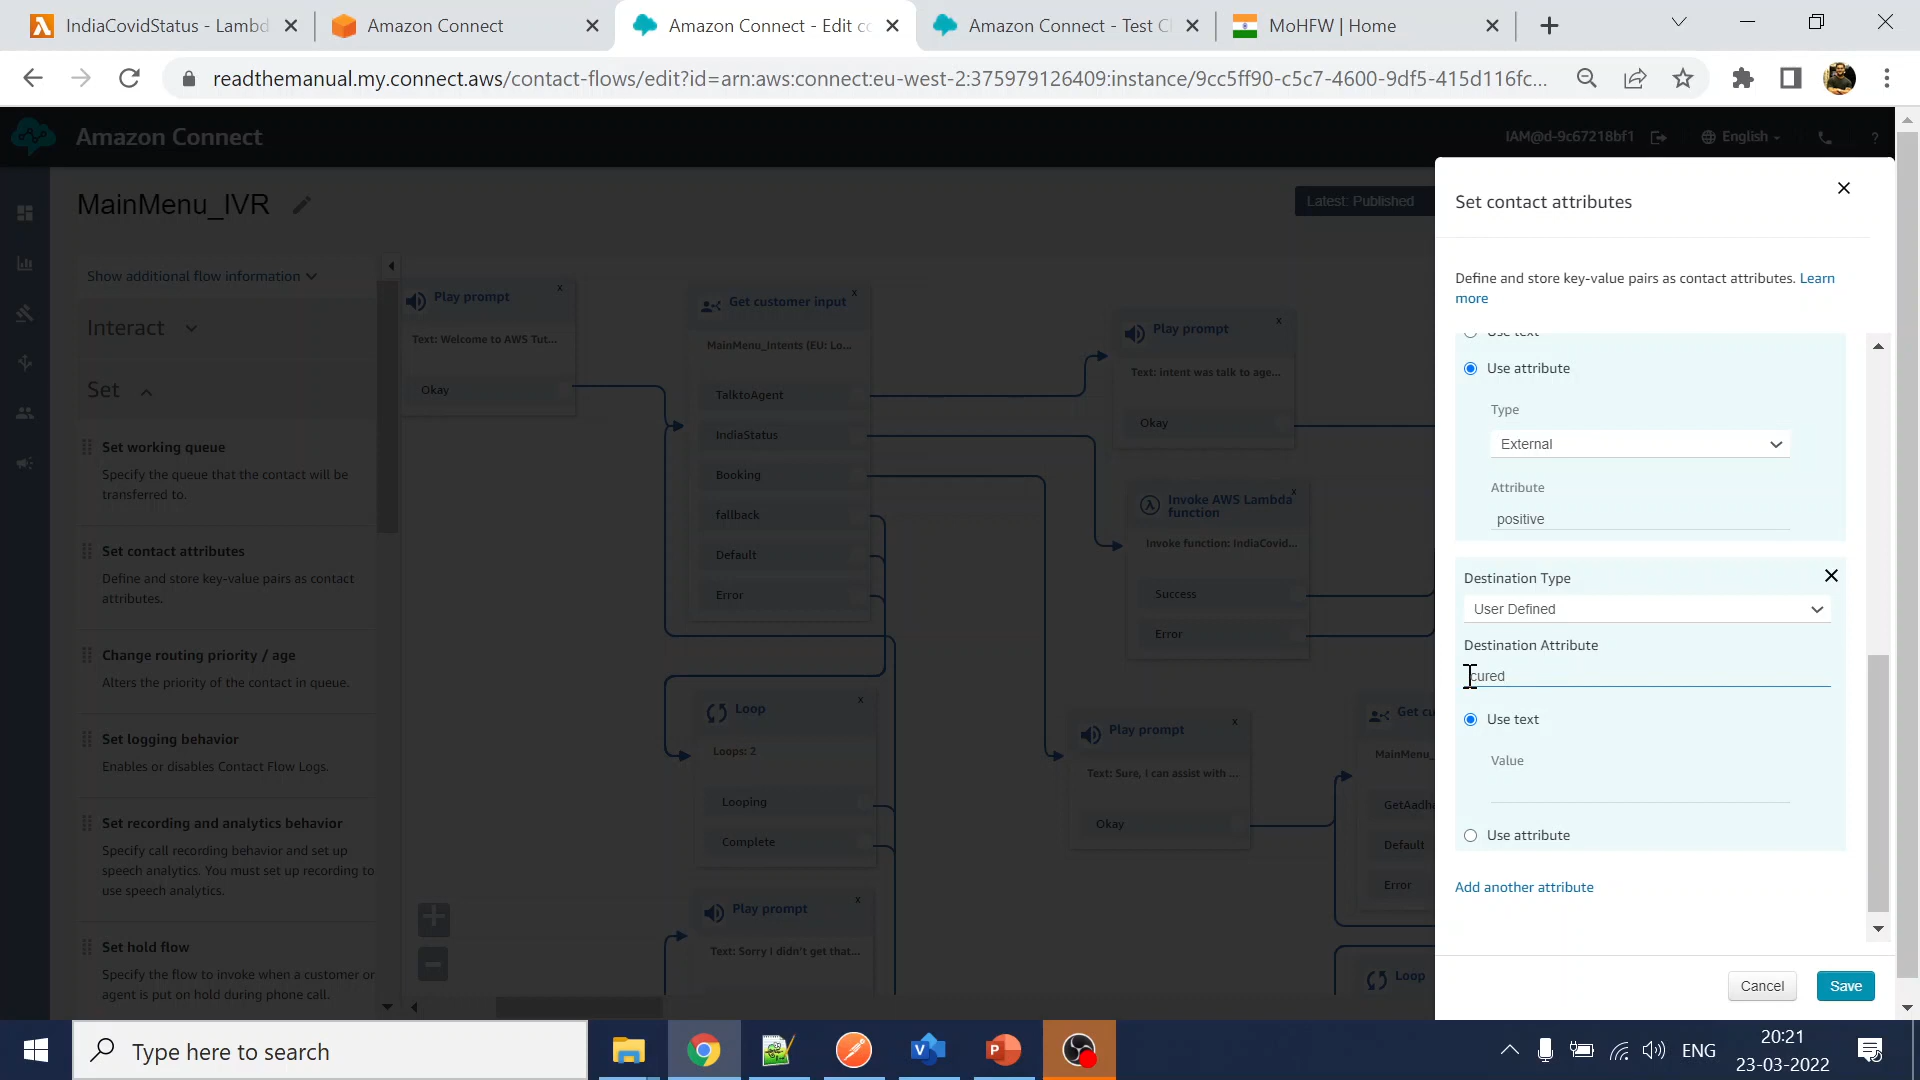 IndiaCovidStatus - Lambd
Amazon Connect
Amazon Connect - Edit co
Amazon Connect - Test Cl
MoHFW | Home
readthemanual.my.connect.aws/contact-flows/edit?id=arn:aws:connect:eu-west-2:375979126409:instance/9cc5ff90-c5c7-4600-9df5-415d116fc...
Amazon Connect
IAM@d-9c67218bf1
English
?
MainMenu_IVR
Latest: Published
Show additional flow information
Interact
Set
Set working queue
Specify the queue that the contact will be
transferred to.
Set contact attributes
Define and store key-value pairs as contact
attributes.
Change routing priority / age
Alters the priority of the contact in queue.
Set logging behavior
Enables or disables Contact Flow Logs.
Set recording and analytics behavior
Specify call recording behavior and set up
speech analytics. You must set up recording to
use speech analytics.
Set hold flow
Specify the flow to invoke when a customer or
agent is put on hold during phone call.
Play prompt
Text: Welcome to AWS Tut...
Okay
Get customer input
MainMenu_Intents (EU: Lo...
TalktoAgent
IndiaStatus
Booking
fallback
Default
Error
Loop
Loops: 2
Looping
Complete
Play prompt
Text: Sorry I didn't get that...
Play prompt
Text: intent was talk to age...
Okay
Invoke AWS Lambda
function
Invoke function: IndiaCovid...
Success
Error
Play prompt
Text: Sure, I can assist with ...
Okay
Get cu
MainMenu_
GetAadh
Default
Error
Loop
Set contact attributes
Define and store key-value pairs as contact attributes. Learn
more
Use text
Use attribute
Type
External
Attribute
positive
Destination Type
User Defined
Destination Attribute
cured
Use text
Value
Use attribute
Add another attribute
Cancel
Save
Type here to search
ENG
20:21
23-03-2022